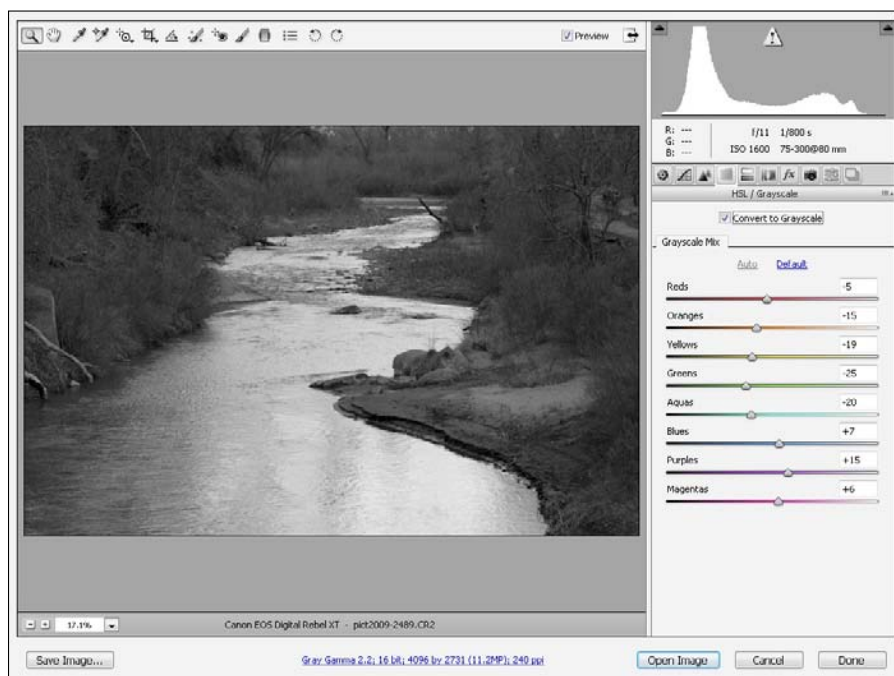 Preview
R: ---
G: ---
B: ---
f/11 1/800 s
ISO 1600 75-300@80 mm
HSL / Grayscale
Convert to Grayscale
Grayscale Mix
Auto Default
Reds -5
Oranges -15
Yellows -19
Greens -25
Aquas -20
Blues +7
Purples +15
Magentas +6
17.1% Canon EOS Digital Rebel XT - pict2009-2489.CR2
Save Image... Gray Gamma 2.2; 16 bit; 4096 by 2731 (11.2MP); 240 ppi Open Image Cancel Done